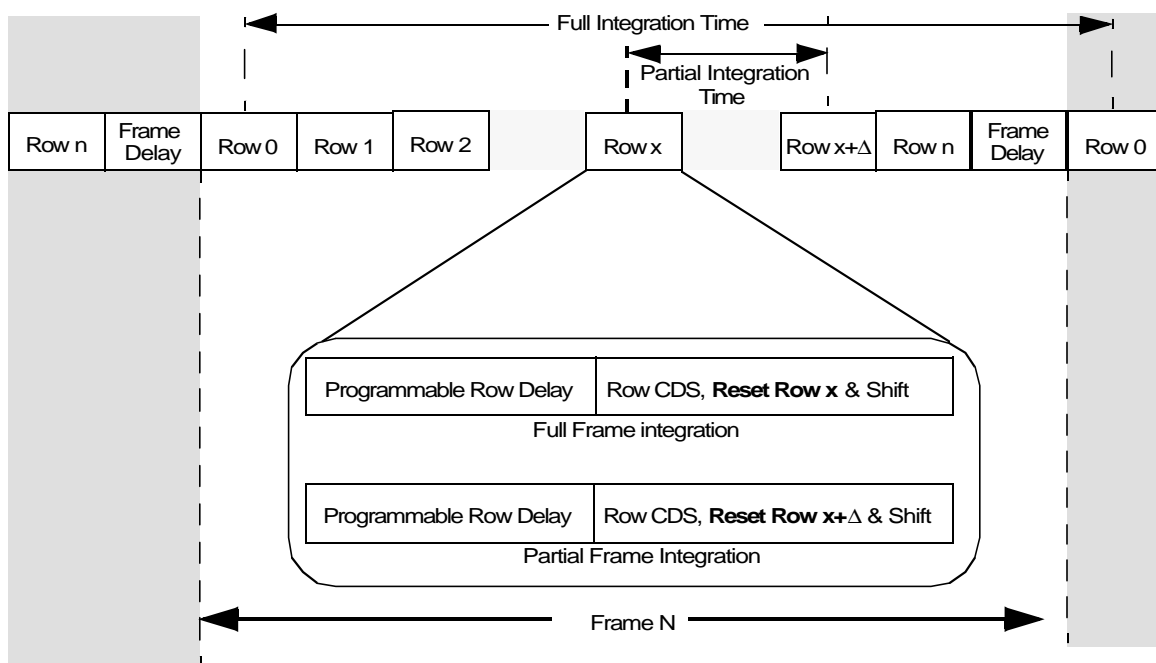 Full Integration Time
Partial Integration
Time
Row n
Frame
Delay
Row 0
Row 1
Row 2
Row x
Row x+Δ
Row n
Frame
Delay
Row 0
Programmable Row Delay
Row CDS, Reset Row x & Shift
Full Frame integration
Programmable Row Delay
Row CDS, Reset Row x+Δ & Shift
Partial Frame Integration
Frame N